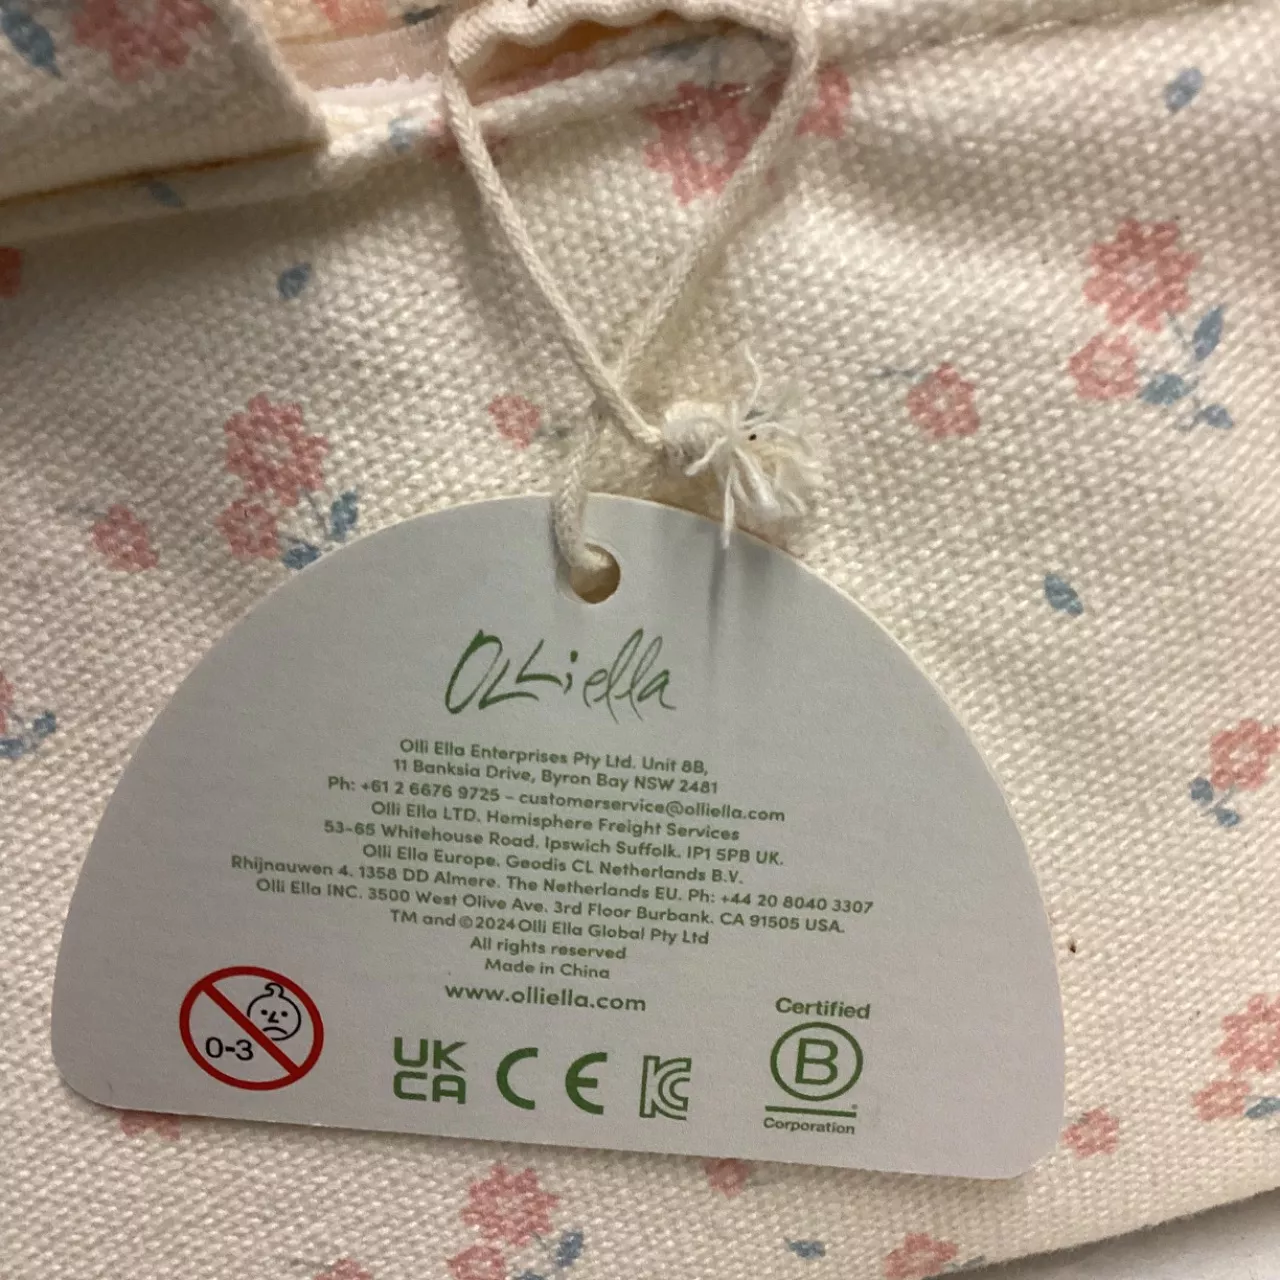 OLLi ella
Olli Ella Enterprises Pty Ltd. Unit 8B,
11 Banksia Drive, Byron Bay NSW 2481
Ph: +61 2 6676 9725 – customerservice@olliella.com
Olli Ella LTD. Hemisphere Freight Services
53-65 Whitehouse Road. Ipswich Suffolk. IP1 5PB UK.
Olli Ella Europe. Geodis CL Netherlands B.V.
Rhijnauwen 4. 1358 DD Almere. The Netherlands EU. Ph: +44 20 8040 3307
Olli Ella INC. 3500 West Olive Ave. 3rd Floor Burbank. CA 91505 USA.
TM and ©2024 Olli Ella Global Pty Ltd
All rights reserved
Made in China
www.olliella.com
0-3
UK
CA
CE
KC
Certified
B
Corporation